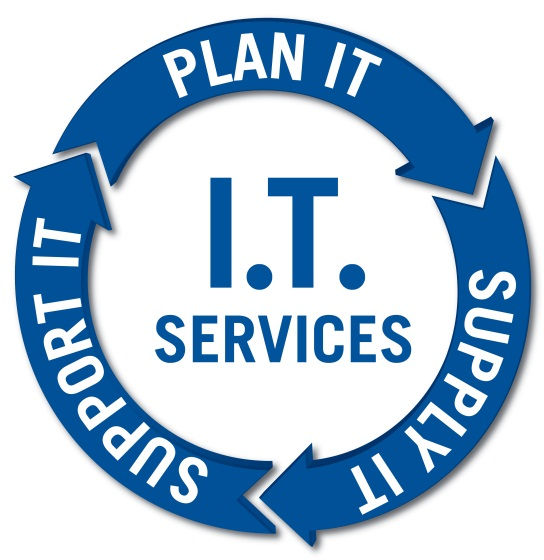 PLAN IT
I.T.
SERVICES
SUPPLY IT
SUPPORT IT